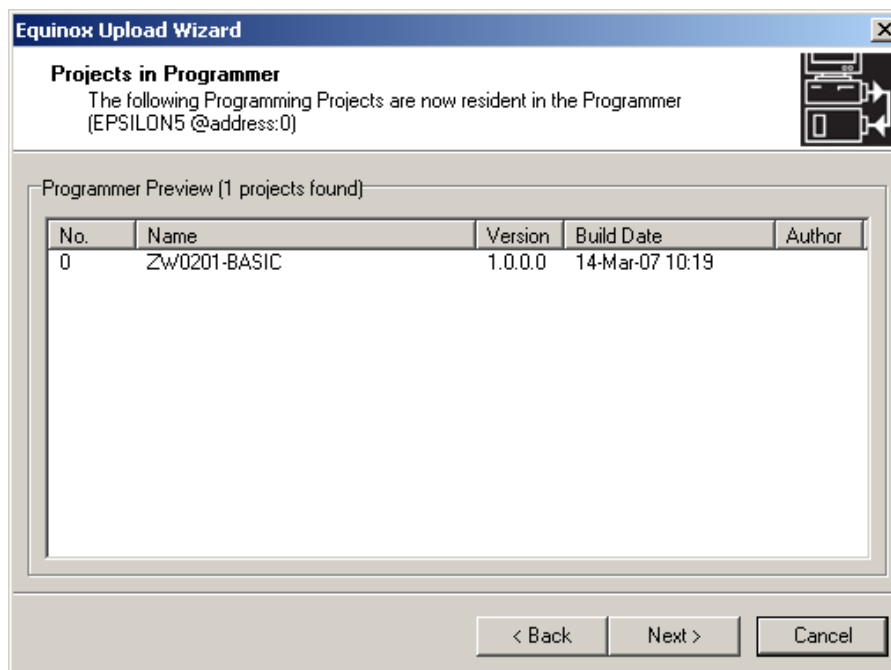 Equinox Upload Wizard
Projects in Programmer
The following Programming Projects are now resident in the Programmer
(EPSILON5 @address:0)
Programmer Preview (1 projects found)
No. Name Version Build Date Author
0 ZW0201-BASIC 1.0.0.0 14-Mar-07 10:19
< Back Next > Cancel